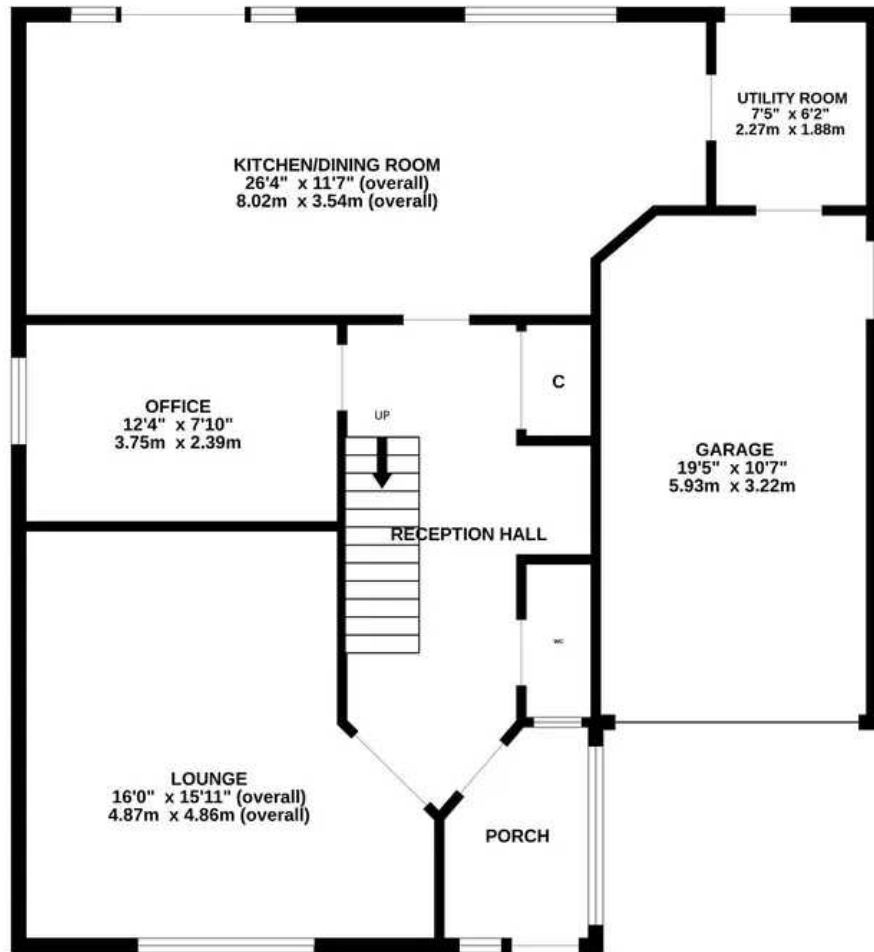 UTILITY ROOM
7'5" x 6'2"
2.27m x 1.88m
KITCHEN/DINING ROOM
26'4" x 11'7" (overall)
8.02m x 3.54m (overall)
OFFICE
12'4" x 7'10"
3.75m x 2.39m
UP
C
GARAGE
19'5" x 10'7"
5.93m x 3.22m
RECEPTION HALL
WC
LOUNGE
16'0" x 15'11" (overall)
4.87m x 4.86m (overall)
PORCH